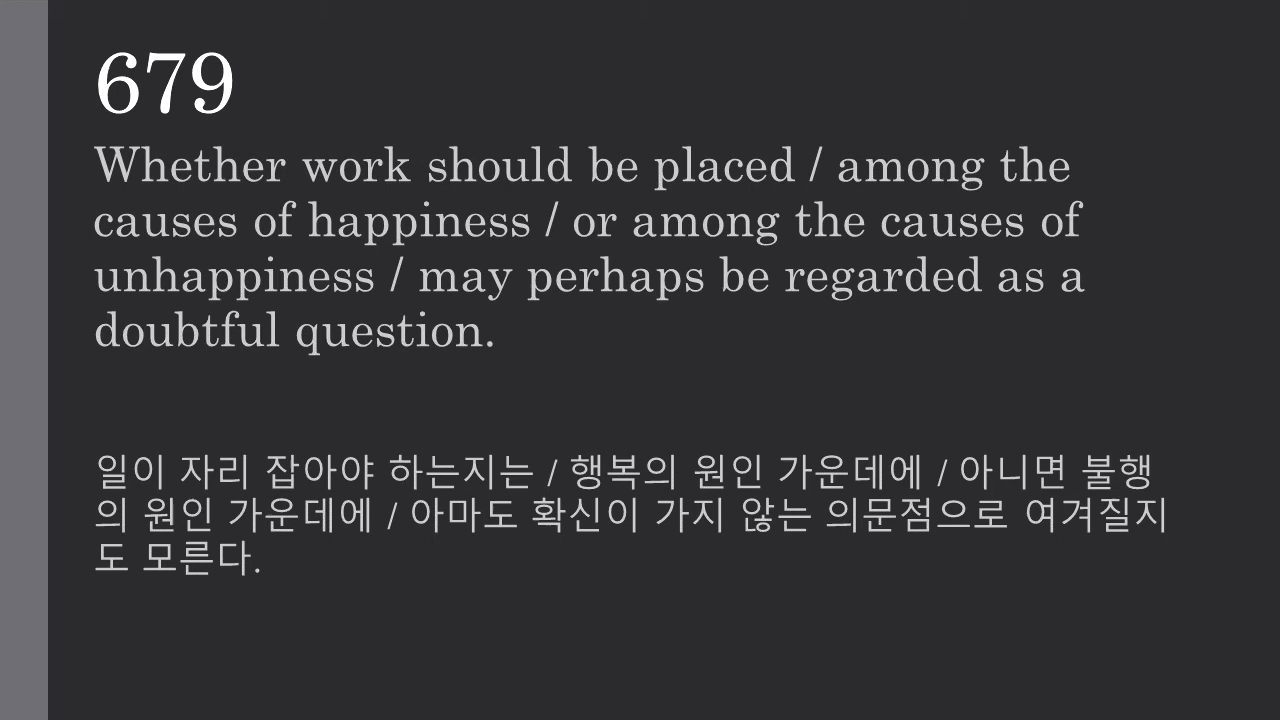 679
Whether work should be placed / among the
causes of happiness / or among the causes of
unhappiness / may perhaps be regarded as a
doubtful question.
일이 자리 잡아야 하는지는 / 행복의 원인 가운데에 / 아니면 불행
의 원인 가운데에 / 아마도 확신이 가지 않는 의문점으로 여겨질지
도 모른다.